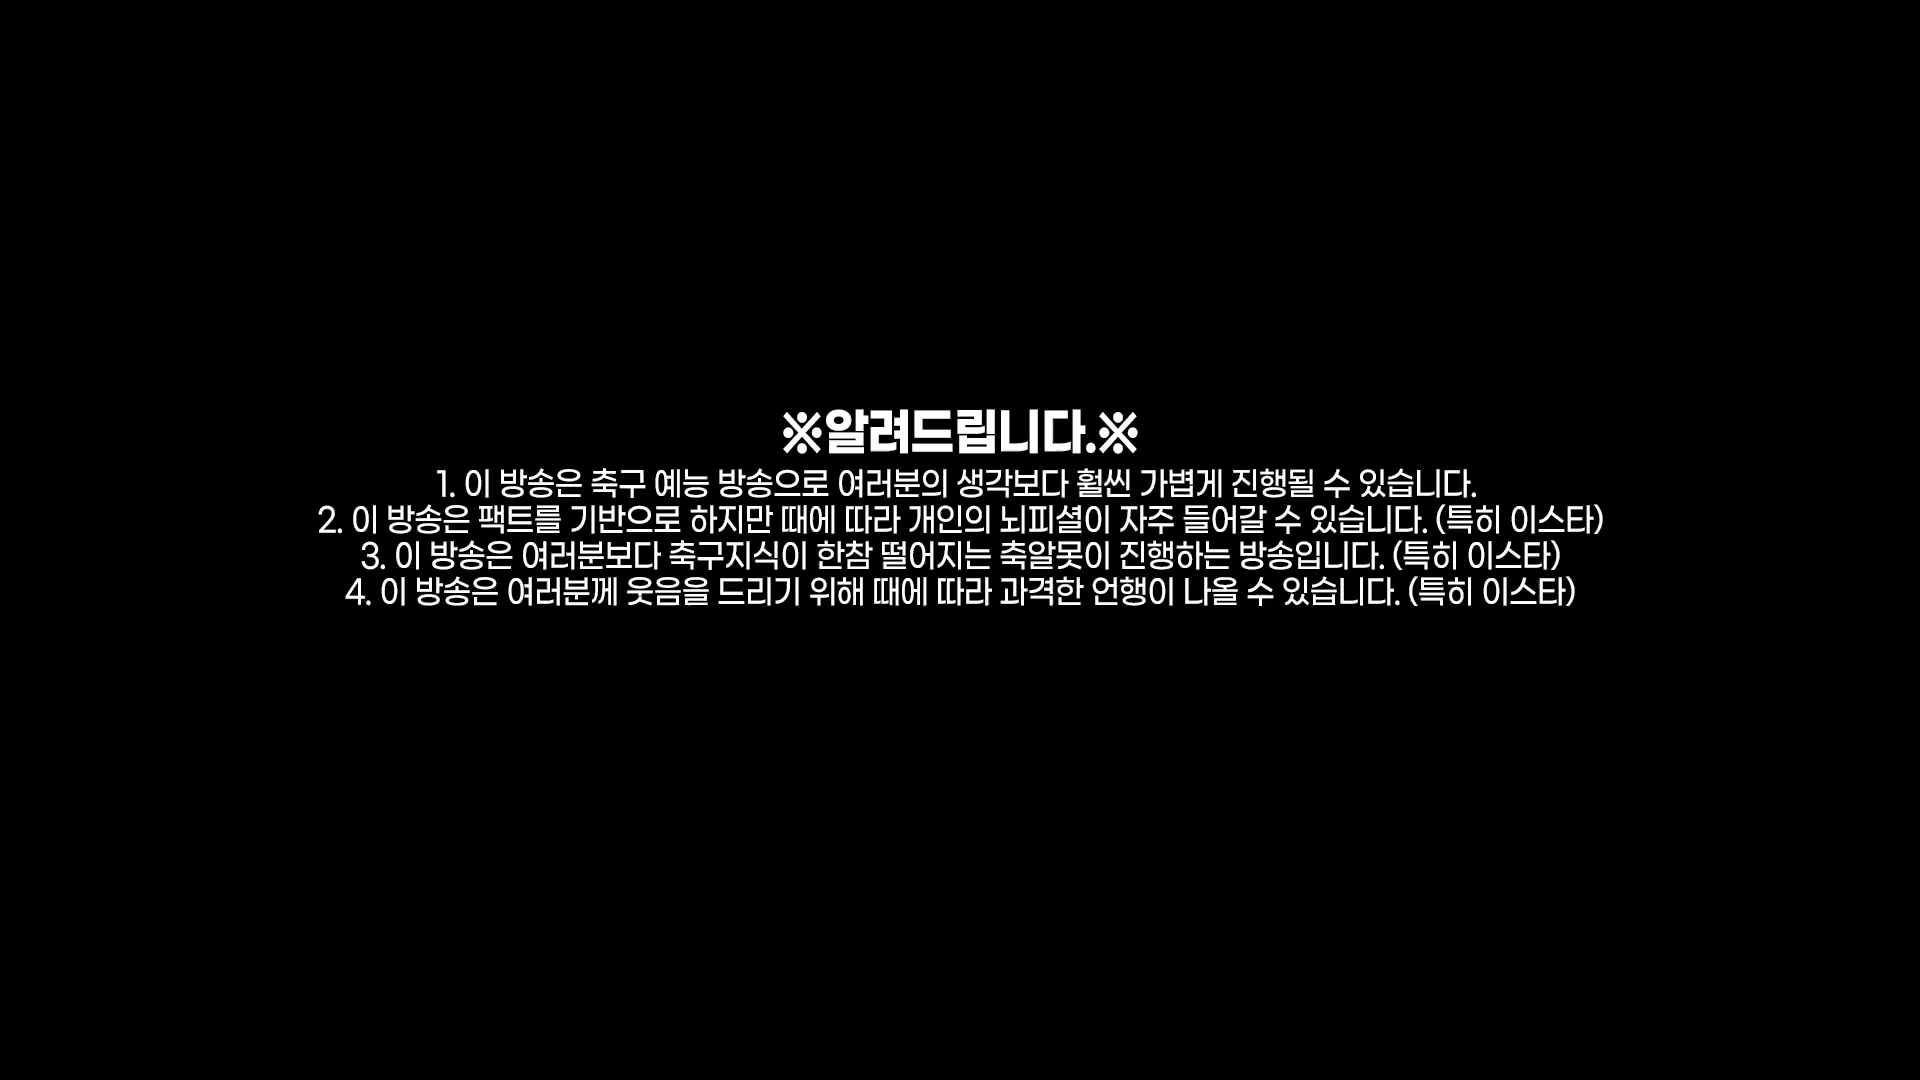 ※알려드립니다.※
1. 이 방송은 축구 예능 방송으로 여러분의 생각보다 훨씬 가볍게 진행될 수 있습니다.
2. 이 방송은 팩트를 기반으로 하지만 때에 따라 개인의 뇌피셜이 자주 들어갈 수 있습니다. (특히 이스타)
3. 이 방송은 여러분보다 축구지식이 한참 떨어지는 축알못이 진행하는 방송입니다. (특히 이스타)
4. 이 방송은 여러분께 웃음을 드리기 위해 때에 따라 과격한 언행이 나올 수 있습니다. (특히 이스타)